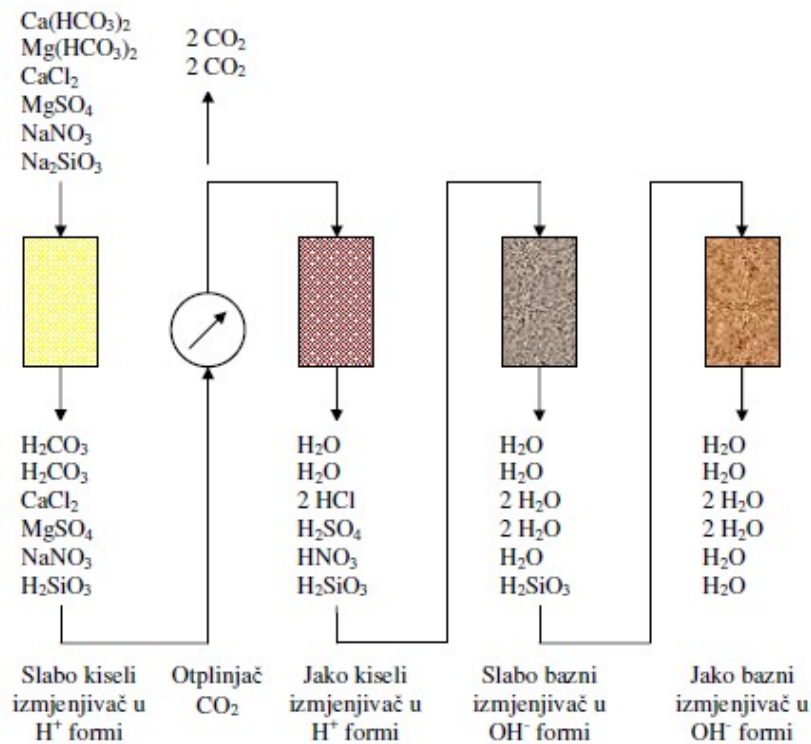 Ca(HCO₃)₂
Mg(HCO₃)₂
CaCl₂
MgSO₄
NaNO₃
Na₂SiO₃
2 CO₂
2 CO₂
H₂CO₃
H₂CO₃
CaCl₂
MgSO₄
NaNO₃
H₂SiO₃
H₂O
H₂O
2 HCl
H₂SO₄
HNO₃
H₂SiO₃
H₂O
H₂O
2 H₂O
2 H₂O
H₂O
H₂SiO₃
H₂O
H₂O
2 H₂O
2 H₂O
H₂O
H₂O
Slabo kiseli
izmjenjivač u
H⁺ formi
Otplinjač
CO₂
Jako kiseli
izmjenjivač u
H⁺ formi
Slabo bazni
izmjenjivač u
OH⁻ formi
Jako bazni
izmjenjivač u
OH⁻ formi